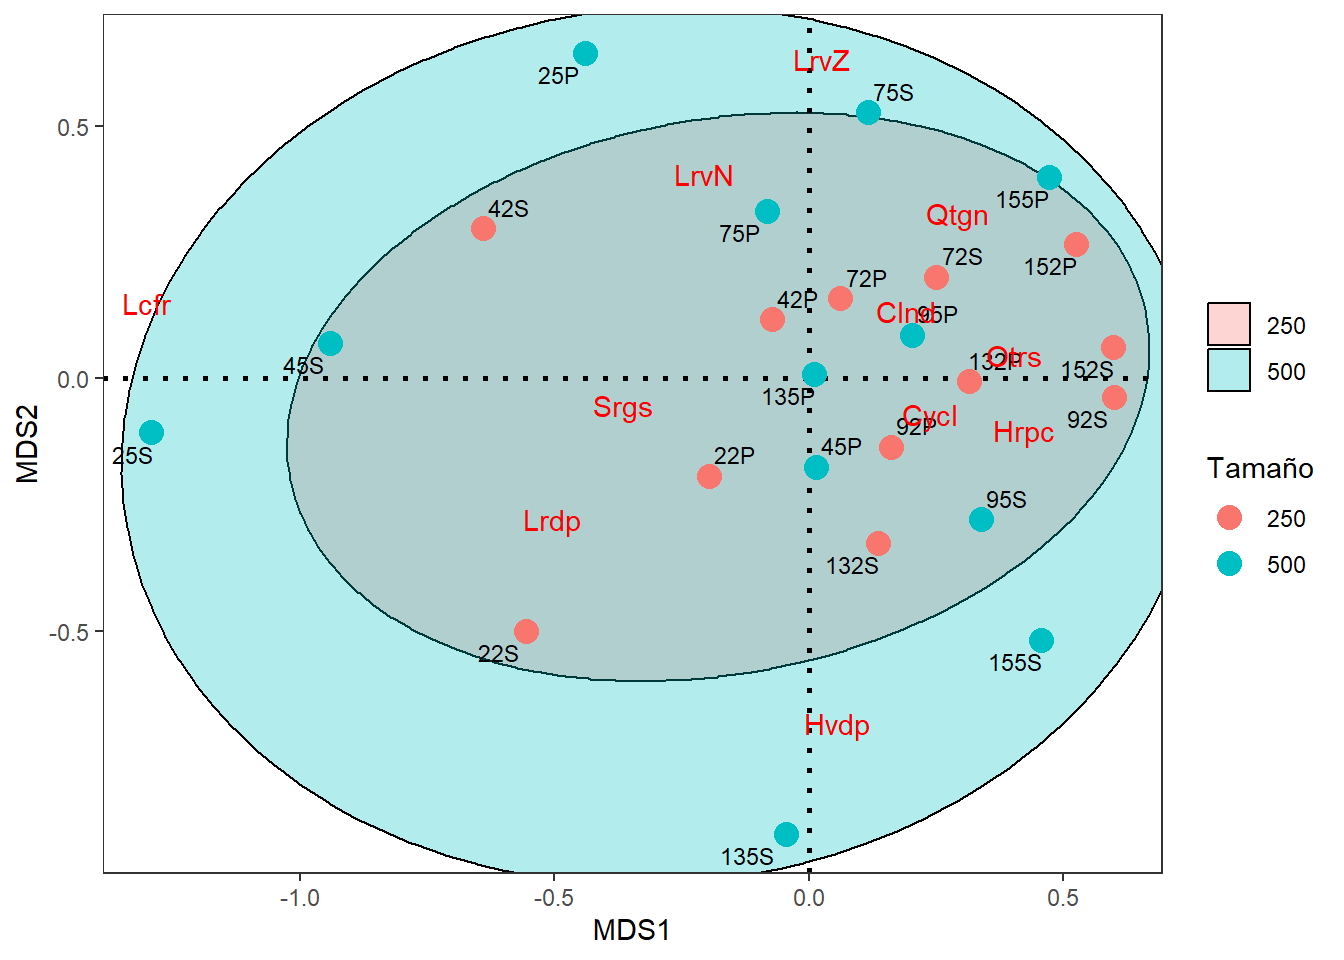 LrvZ
25P
75S
0.5
LrvN
155P
42S
Qtgn
75P
72S
152P
72P
Lcfr
42P
Clnd
95P
250
Qtrs
132P
45S
152S
500
0.0
135P
Srgs
Cycl
92S
92P
Hrpc
MDS2
25S
45P
22P
Tamaño
95S
250
Lrdp
132S
500
-0.5
22S
155S
Hvdp
135S
-1.0
-0.5
0.0
0.5
MDS1